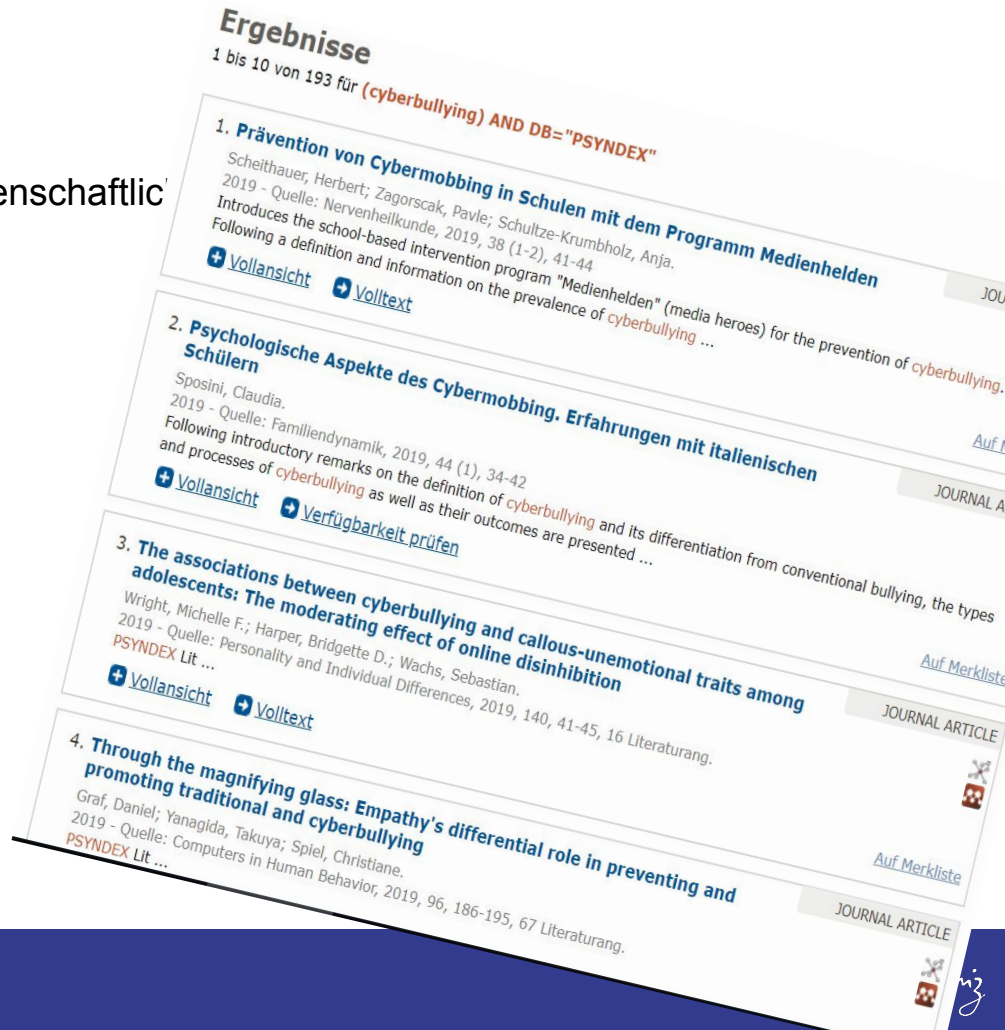 Ergebnisse
1 bis 10 von 193 für (cyberbullying) AND DB="PSYNDEX"
1. Prävention von Cybermobbing in Schulen mit dem Programm Medienhelden
JOU
Scheithauer, Herbert; Zagorscak, Pavle; Schultze-Krumbholz, Anja.
2019 - Quelle: Nervenheilkunde, 2019, 38 (1-2), 41-44
Introduces the school-based intervention program "Medienhelden" (media heroes) for the prevention of cyberbullying.
Following a definition and information on the prevalence of cyberbullying ...
Vollansicht Volltext
Auf M
2. Psychologische Aspekte des Cybermobbing. Erfahrungen mit italienischen
Schülern
JOURNAL A
Sposini, Claudia.
2019 - Quelle: Familiendynamik, 2019, 44 (1), 34-42
Following introductory remarks on the definition of cyberbullying and its differentiation from conventional bullying, the types
and processes of cyberbullying as well as their outcomes are presented ...
Vollansicht Verfügbarkeit prüfen
Auf Merkliste
3. The associations between cyberbullying and callous-unemotional traits among
adolescents: The moderating effect of online disinhibition
JOURNAL ARTICLE
Wright, Michelle F.; Harper, Bridgette D.; Wachs, Sebastian.
2019 - Quelle: Personality and Individual Differences, 2019, 140, 41-45, 16 Literaturang.
PSYNDEX Lit ...
Vollansicht Volltext
Auf Merkliste
4. Through the magnifying glass: Empathy's differential role in preventing and
promoting traditional and cyberbullying
JOURNAL ARTICLE
Graf, Daniel; Yanagida, Takuya; Spiel, Christiane.
2019 - Quelle: Computers in Human Behavior, 2019, 96, 186-195, 67 Literaturang.
PSYNDEX Lit ...